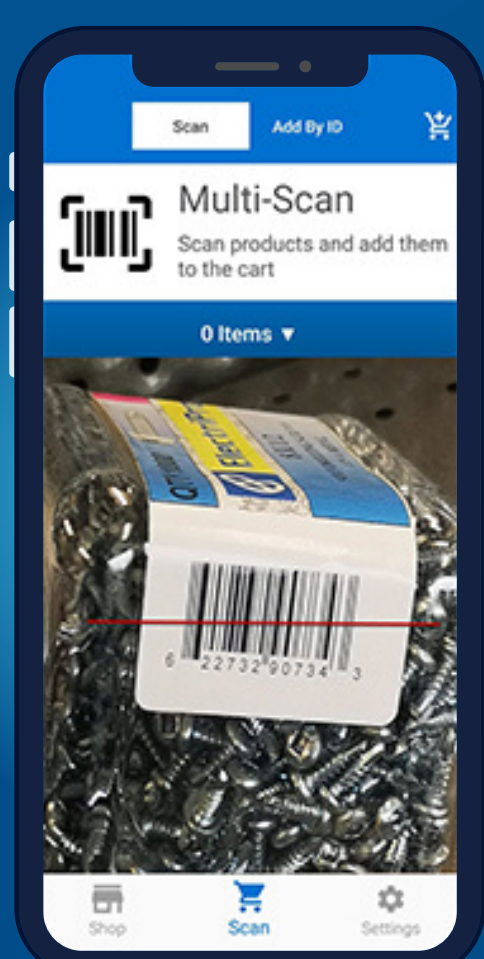 Scan
Add By ID
Multi-Scan
Scan products and add them
to the cart
0 Items ▼
6 22732 90734 3
Shop
Scan
Settings